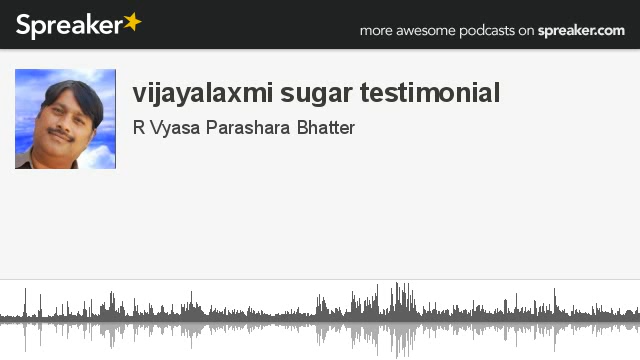 Spreaker
more awesome podcasts on spreaker.com
vijayalaxmi sugar testimonial
R Vyasa Parashara Bhatter